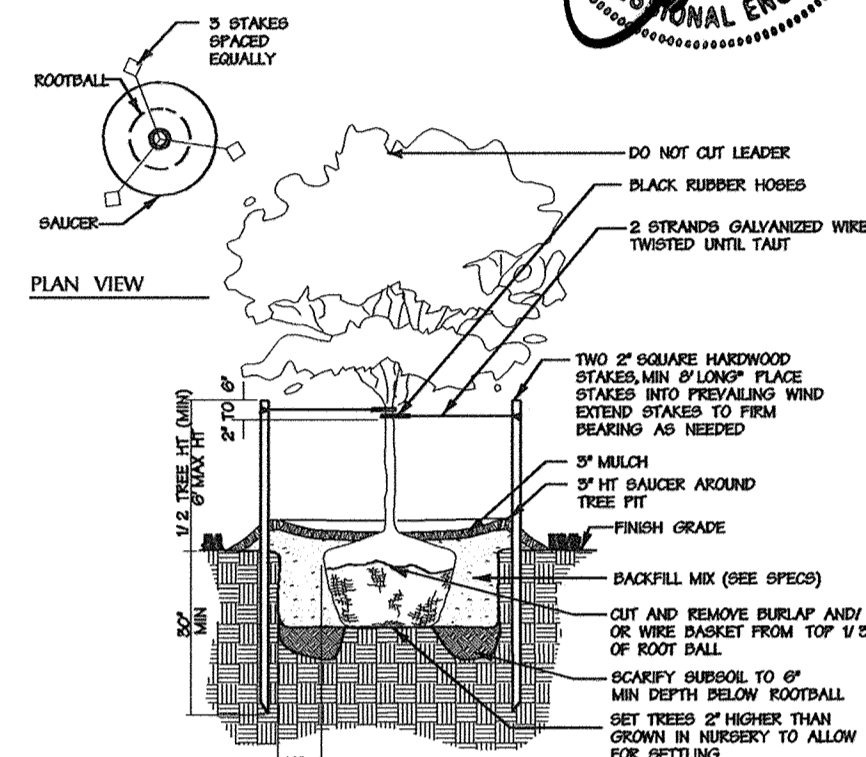 SIONAL EN
3 STAKES
SPACED
EQUALLY
ROOTBALL
SAUCER
PLAN VIEW
DO NOT CUT LEADER
BLACK RUBBER HOSES
2 STRANDS GALVANIZED WIRE
TWISTED UNTIL TAUT
TWO 2" SQUARE HARDWOOD
STAKES, MIN 8' LONG" PLACE
STAKES INTO PREVAILING WIND
EXTEND STAKES TO FIRM
BEARING AS NEEDED
3" MULCH
3" HT SAUCER AROUND
TREE PIT
FINISH GRADE
BACKFILL MIX (SEE SPECS)
CUT AND REMOVE BURLAP AND/
OR WIRE BASKET FROM TOP 1/3
OF ROOT BALL
SCARIFY SUBSOIL TO 6"
MIN DEPTH BELOW ROOTBALL
SET TREES 2" HIGHER THAN
GROWN IN NURSERY TO ALLOW
FOR SETTLING
2" TO 6"
1/2 TREE HT (MIN)
6' MAX HT
30"
MIN